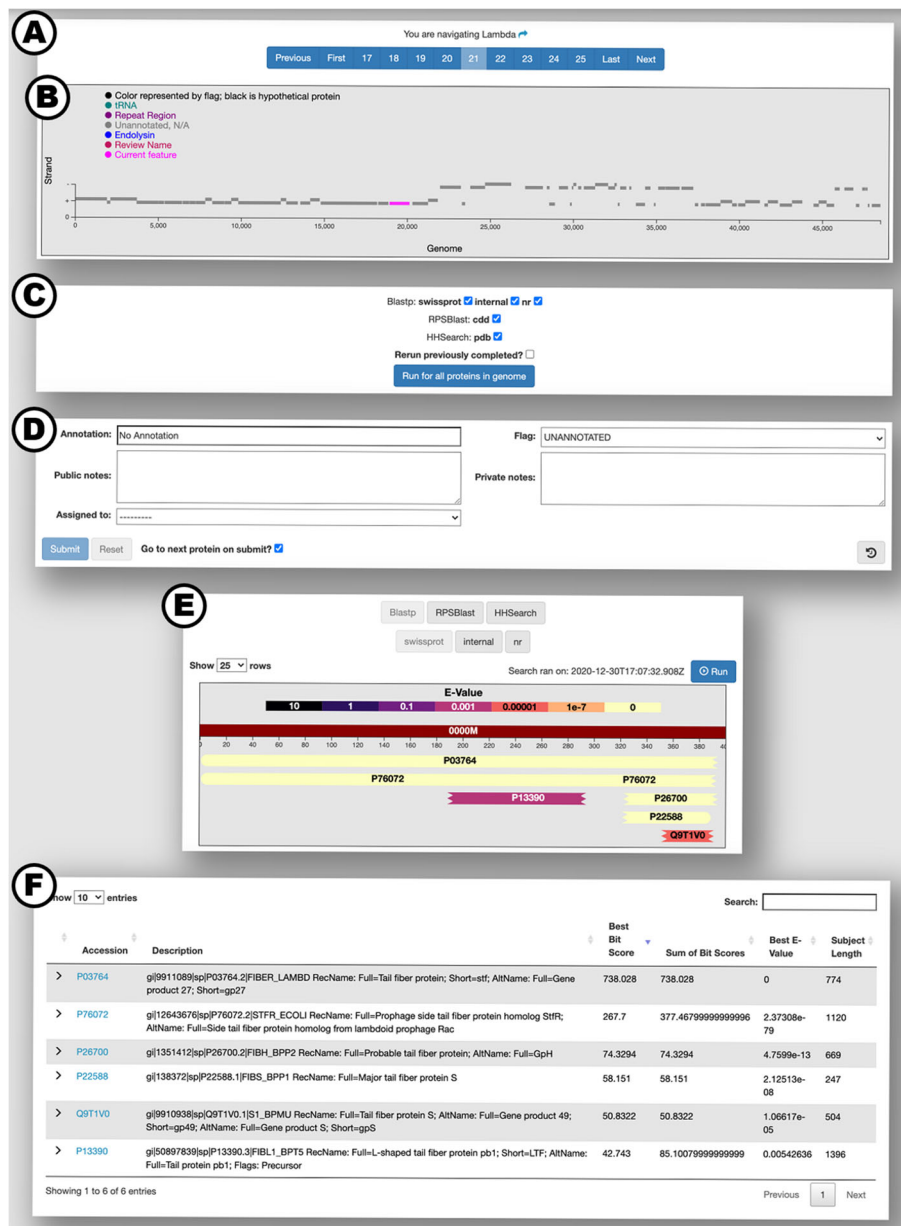 A
You are navigating Lambda
Previous First 17 18 19 20 21 22 23 24 25 Last Next
B
Color represented by flag; black is hypothetical protein
tRNA
Repeat Region
Unannotated, N/A
Endolysin
Review Name
Current feature
Strand
-
+
0
0 5,000 10,000 15,000 20,000 25,000 30,000 35,000 40,000 45,000
Genome
C
Blastp: swissprot internal nr
RPSBlast: cdd
HHSearch: pdb
Rerun previously completed?
Run for all proteins in genome
D
Annotation: No Annotation Flag: UNANNOTATED
Public notes: Private notes:
Assigned to: ---------
Submit Reset Go to next protein on submit?
E
Blastp RPSBlast HHSearch
swissprot internal nr
Show 25 rows Search ran on: 2020-12-30T17:07:32.908Z Run
E-Value
10 1 0.1 0.001 0.00001 1e-7 0
0000M
0 20 40 60 80 100 120 140 160 180 200 220 240 260 280 300 320 340 360 380
P03764
P76072 P76072
P13390 P26700
P22588
Q9T1V0
F
how 10 entries Search:
Accession Description Best Bit Score Sum of Bit Scores Best E-Value Subject Length
P03764 gi|9911089|sp|P03764.2|FIBER_LAMBD RecName: Full=Tail fiber protein; Short=stf; AltName: Full=Gene 738.028 738.028 0 774
product 27; Short=gp27
P76072 gi|12643676|sp|P76072.2|STFR_ECOLI RecName: Full=Prophage side tail fiber protein homolog StfR; 267.7 377.46799999999996 2.37308e- 1120
AltName: Full=Side tail fiber protein homolog from lambdoid prophage Rac 79
P26700 gi|1351412|sp|P26700.2|FIBH_BPP2 RecName: Full=Probable tail fiber protein; AltName: Full=GpH 74.3294 74.3294 4.7599e-13 669
P22588 gi|138372|sp|P22588.1|FIBS_BPP1 RecName: Full=Major tail fiber protein S 58.151 58.151 2.12513e- 247
08
Q9T1V0 gi|9910938|sp|Q9T1V0.1|S1_BPMU RecName: Full=Tail fiber protein S; AltName: Full=Gene product 49; 50.8322 50.8322 1.06617e- 504
Short=gp49; AltName: Full=Gene product S; Short=gpS 05
P13390 gi|50897839|sp|P13390.3|FIBL1_BPT5 RecName: Full=L-shaped tail fiber protein pb1; Short=LTF; AltName: 42.743 85.10079999999999 0.00542636 1396
Full=Tail protein pb1; Flags: Precursor
Showing 1 to 6 of 6 entries Previous 1 Next